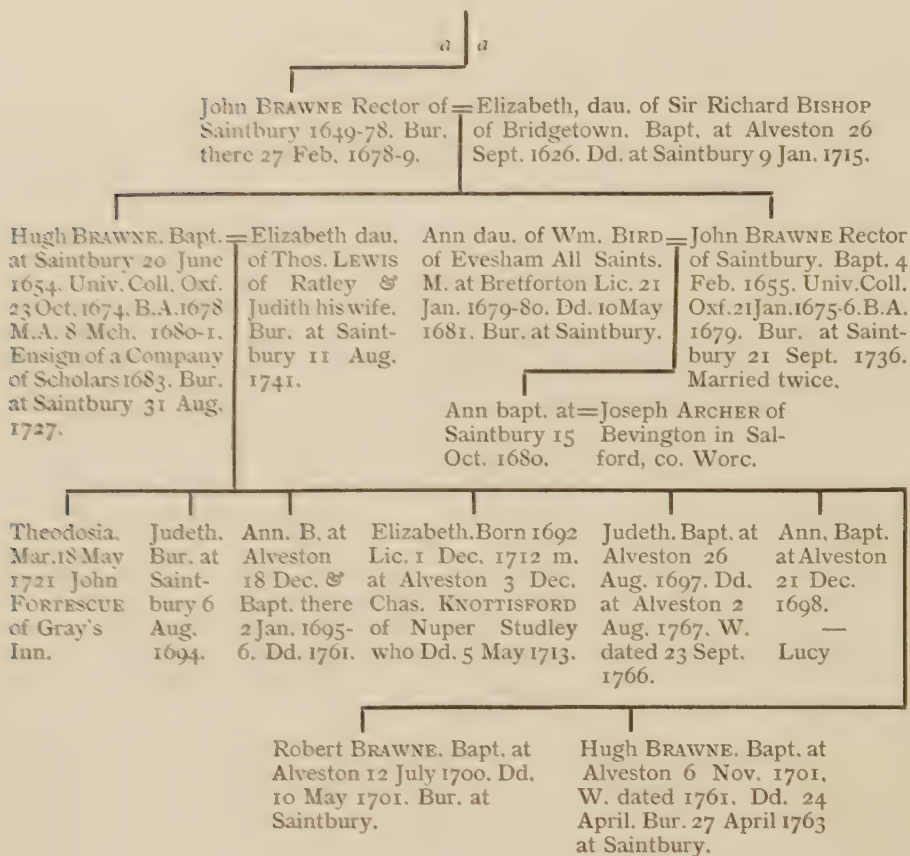 a a
John BRAWNE Rector of
Saintbury 1649-78. Bur.
there 27 Feb. 1678-9.
=
Elizabeth, dau. of Sir Richard BISHOP
of Bridgetown. Bapt. at Alveston 26
Sept. 1626. Dd. at Saintbury 9 Jan. 1715.
Hugh BRAWNE. Bapt.
at Saintbury 20 June
1654. Univ. Coll. Oxf.
23 Oct. 1674. B.A. 1678
M.A. 8 Mch. 1680-1.
Ensign of a Company
of Scholars 1683. Bur.
at Saintbury 31 Aug.
1727.
=
Elizabeth dau.
of Thos. LEWIS
of Ratley &
Judith his wife.
Bur. at Saint-
bury 11 Aug.
1741.
Ann dau. of Wm. BIRD
of Evesham All Saints.
M. at Bretforton Lic. 21
Jan. 1679-80. Dd. 10 May
1681. Bur. at Saintbury.
=
John BRAWNE Rector
of Saintbury. Bapt. 4
Feb. 1655. Univ. Coll.
Oxf. 21 Jan. 1675-6. B.A.
1679. Bur. at Saint-
bury 21 Sept. 1736.
Married twice.
Ann bapt. at
Saintbury 15
Oct. 1680.
=
Joseph ARCHER of
Bevington in Sal-
ford, co. Worc.
Theodosia.
Mar. 18 May
1721 John
FORTESCUE
of Gray's
Inn.
Judeth.
Bur. at
Saint-
bury 6
Aug.
1694.
Ann. B. at
Alveston
18 Dec. &
Bapt. there
2 Jan. 1695-
6. Dd. 1761.
Elizabeth. Born 1692
Lic. 1 Dec. 1712 m.
at Alveston 3 Dec.
Chas. KNOTTISFORD
of Nuper Studley
who Dd. 5 May 1713.
Judeth. Bapt. at
Alveston 26
Aug. 1697. Dd.
at Alveston 2
Aug. 1767. W.
dated 23 Sept.
1766.
Ann. Bapt.
at Alveston
21 Dec.
1698.
—
Lucy
Robert BRAWNE. Bapt. at
Alveston 12 July 1700. Dd.
10 May 1701. Bur. at
Saintbury.
Hugh BRAWNE. Bapt. at
Alveston 6 Nov. 1701.
W. dated 1761. Dd. 24
April. Bur. 27 April 1763
at Saintbury.